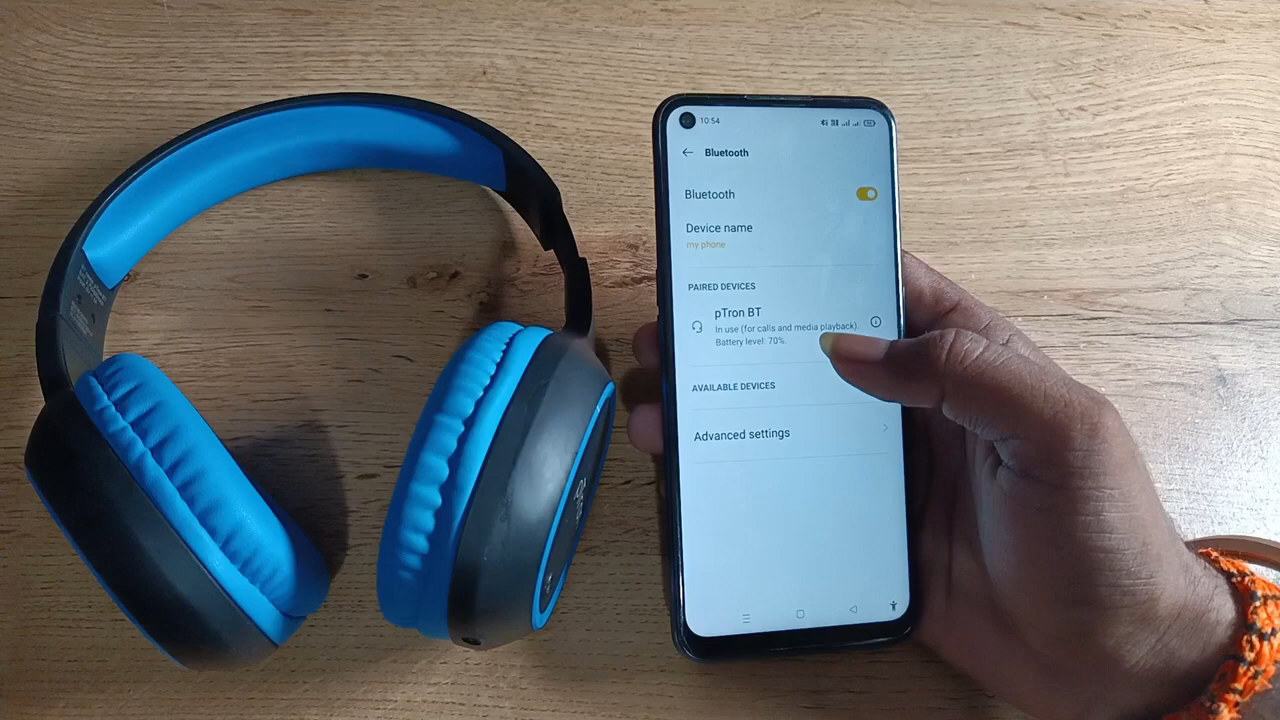 10:54
Bluetooth
Bluetooth
Device name
my phone
PAIRED DEVICES
pTron BT
In use (for calls and media playback).
Battery level: 70%.
AVAILABLE DEVICES
Advanced settings